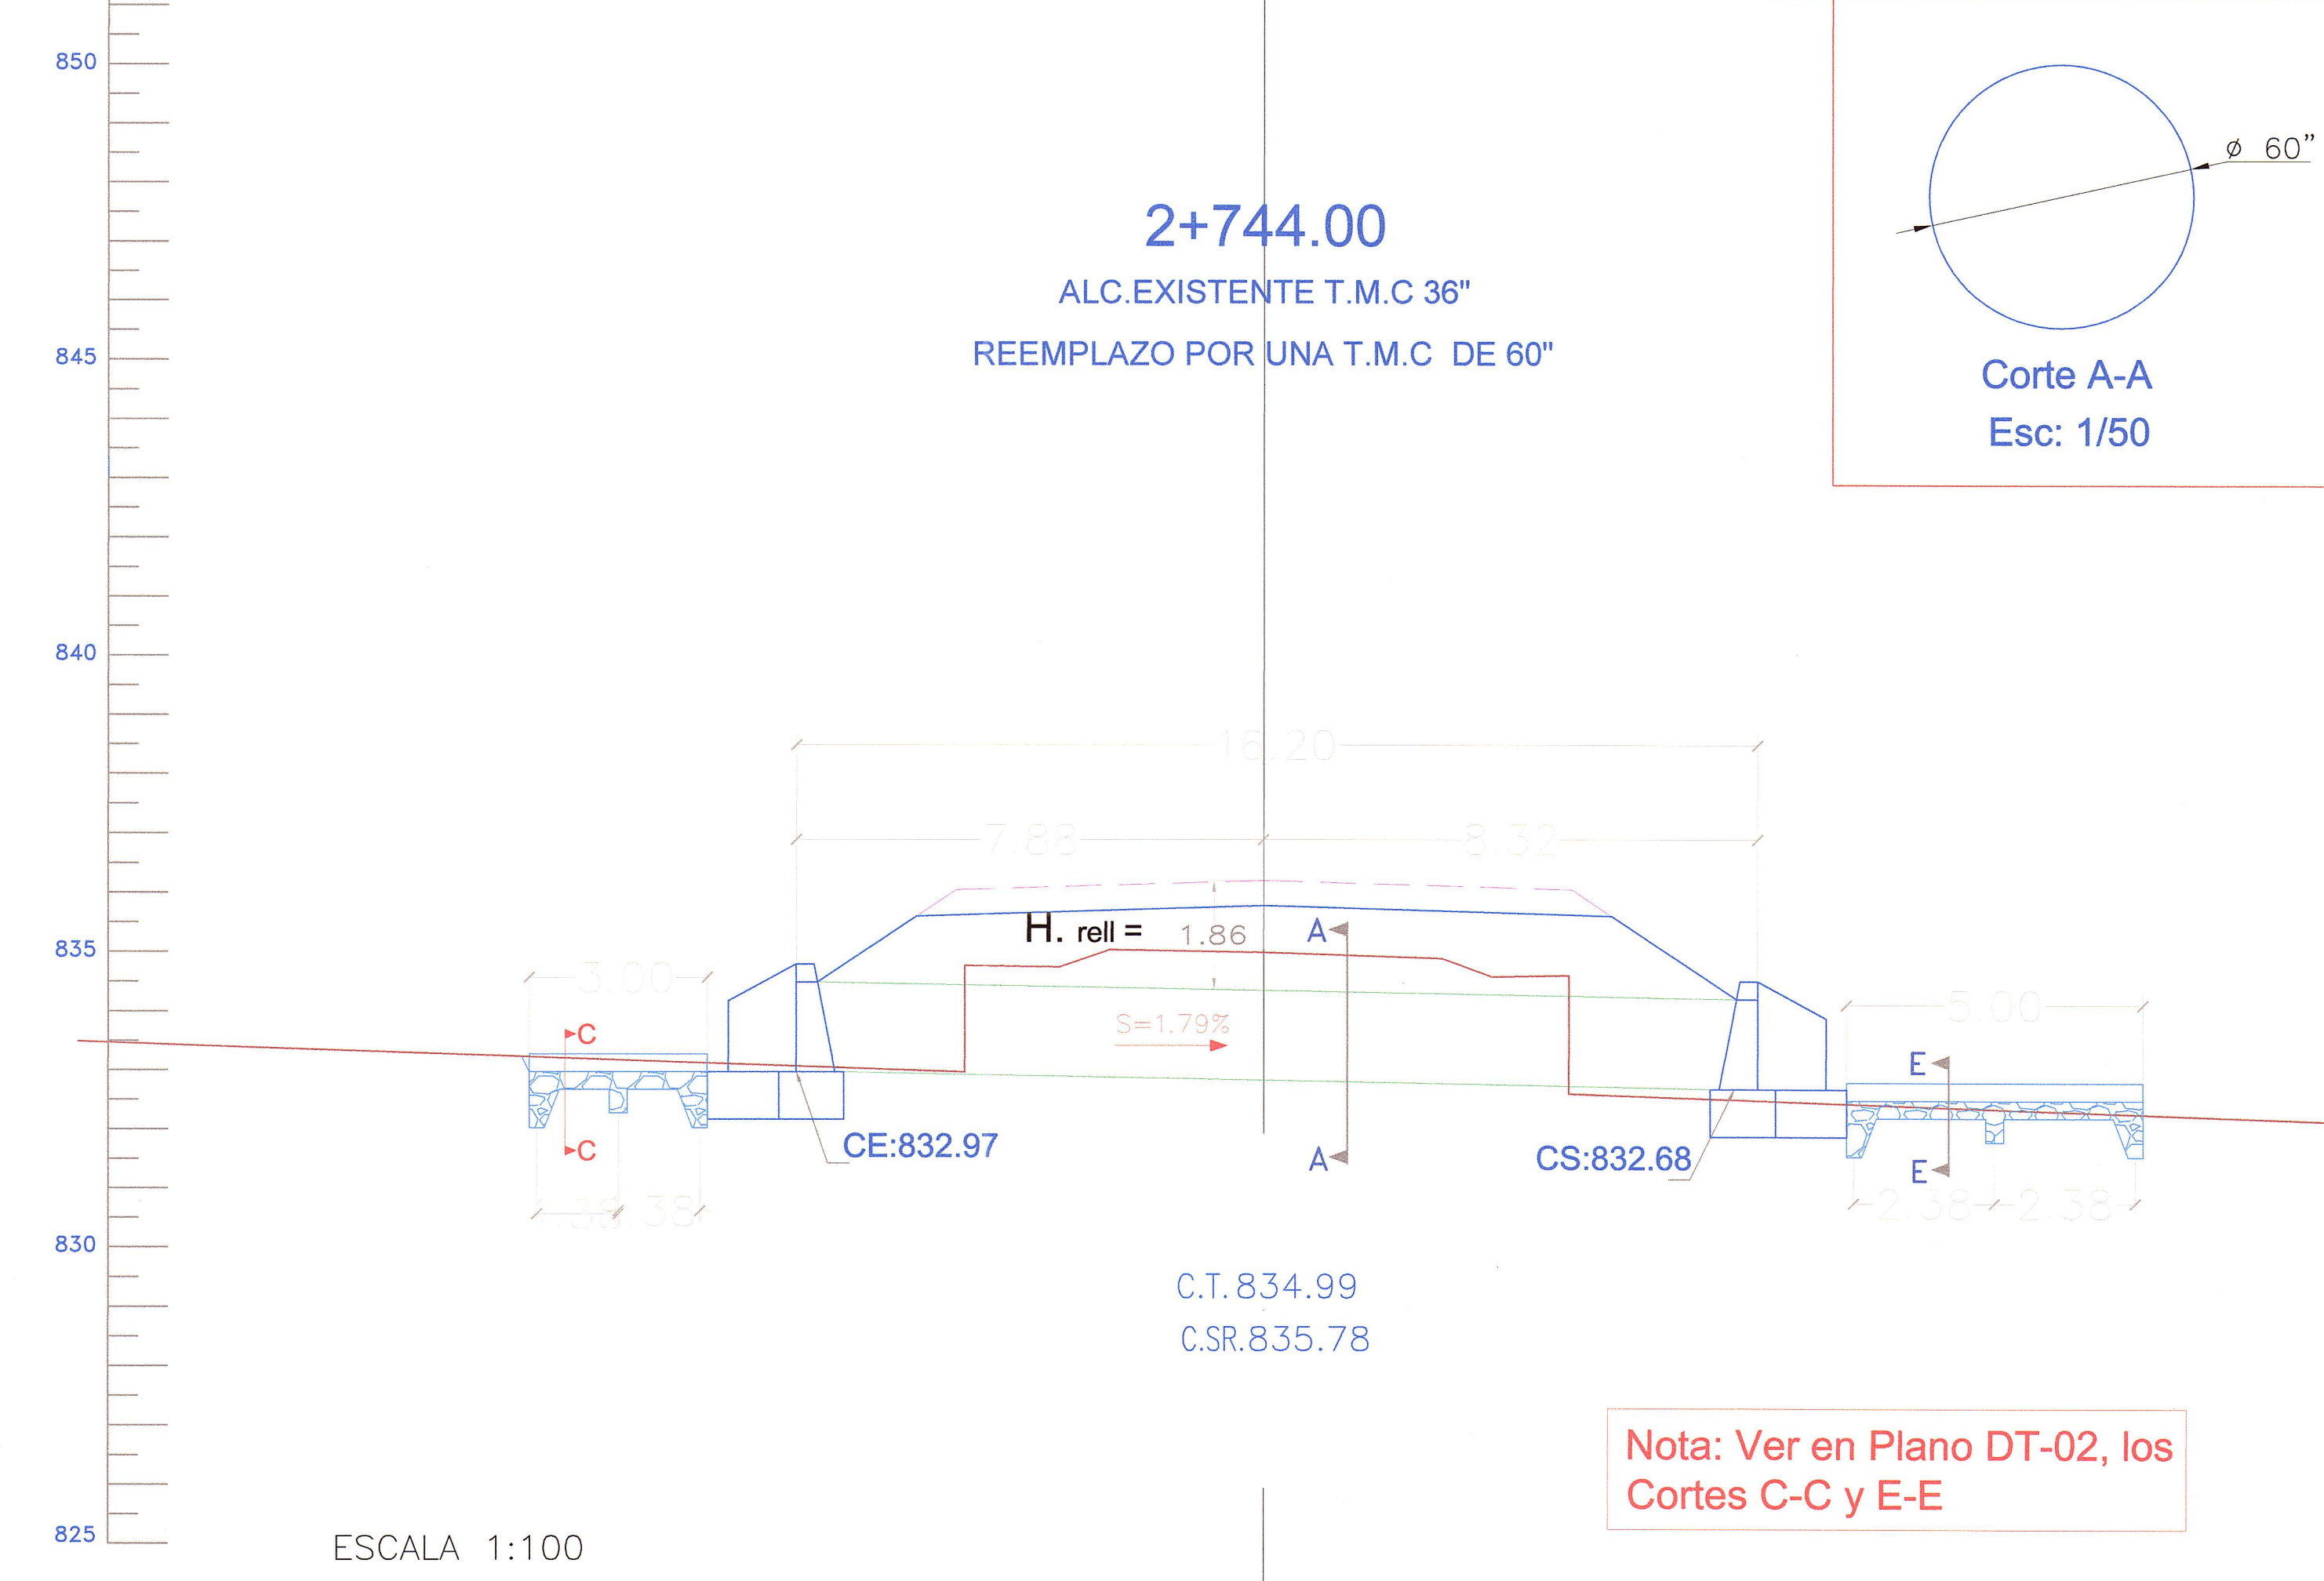 850
845
840
835
830
825
2+744.00
ALC.EXISTENTE T.M.C 36"
REEMPLAZO POR UNA T.M.C DE 60"
ø 60"
Corte A-A
Esc: 1/50
16.20
7.88
8.32
H. rell = 1.86
A
3.00
5.00
S=1.79%
C
E
CE:832.97
A
CS:832.68
C
E
2.38
2.38
C.T.834.99
C.SR.835.78
Nota: Ver en Plano DT-02, los
Cortes C-C y E-E
ESCALA 1:100